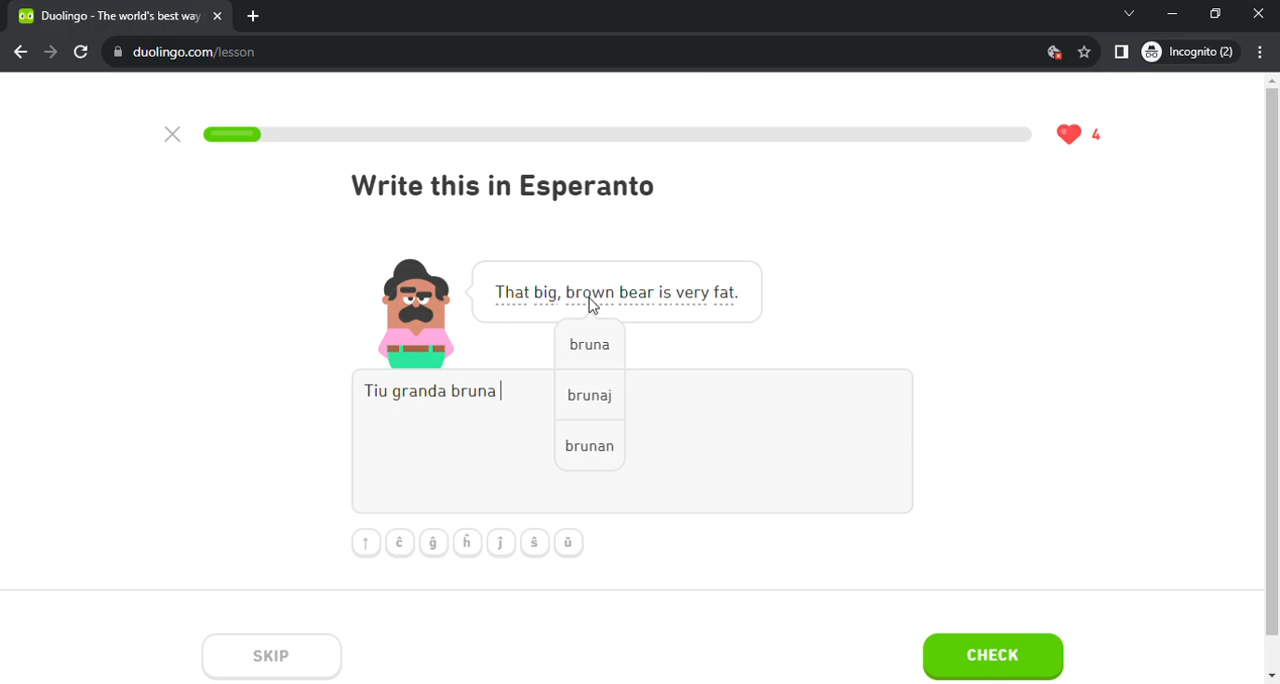 Duolingo - The world's best way
duolingo.com/lesson
Incognito (2)
4
Write this in Esperanto
That big, brown bear is very fat.
bruna
Tiu granda bruna
brunaj
brunan
↑ ĉ ĝ ĥ ĵ ŝ ŭ
SKIP
CHECK